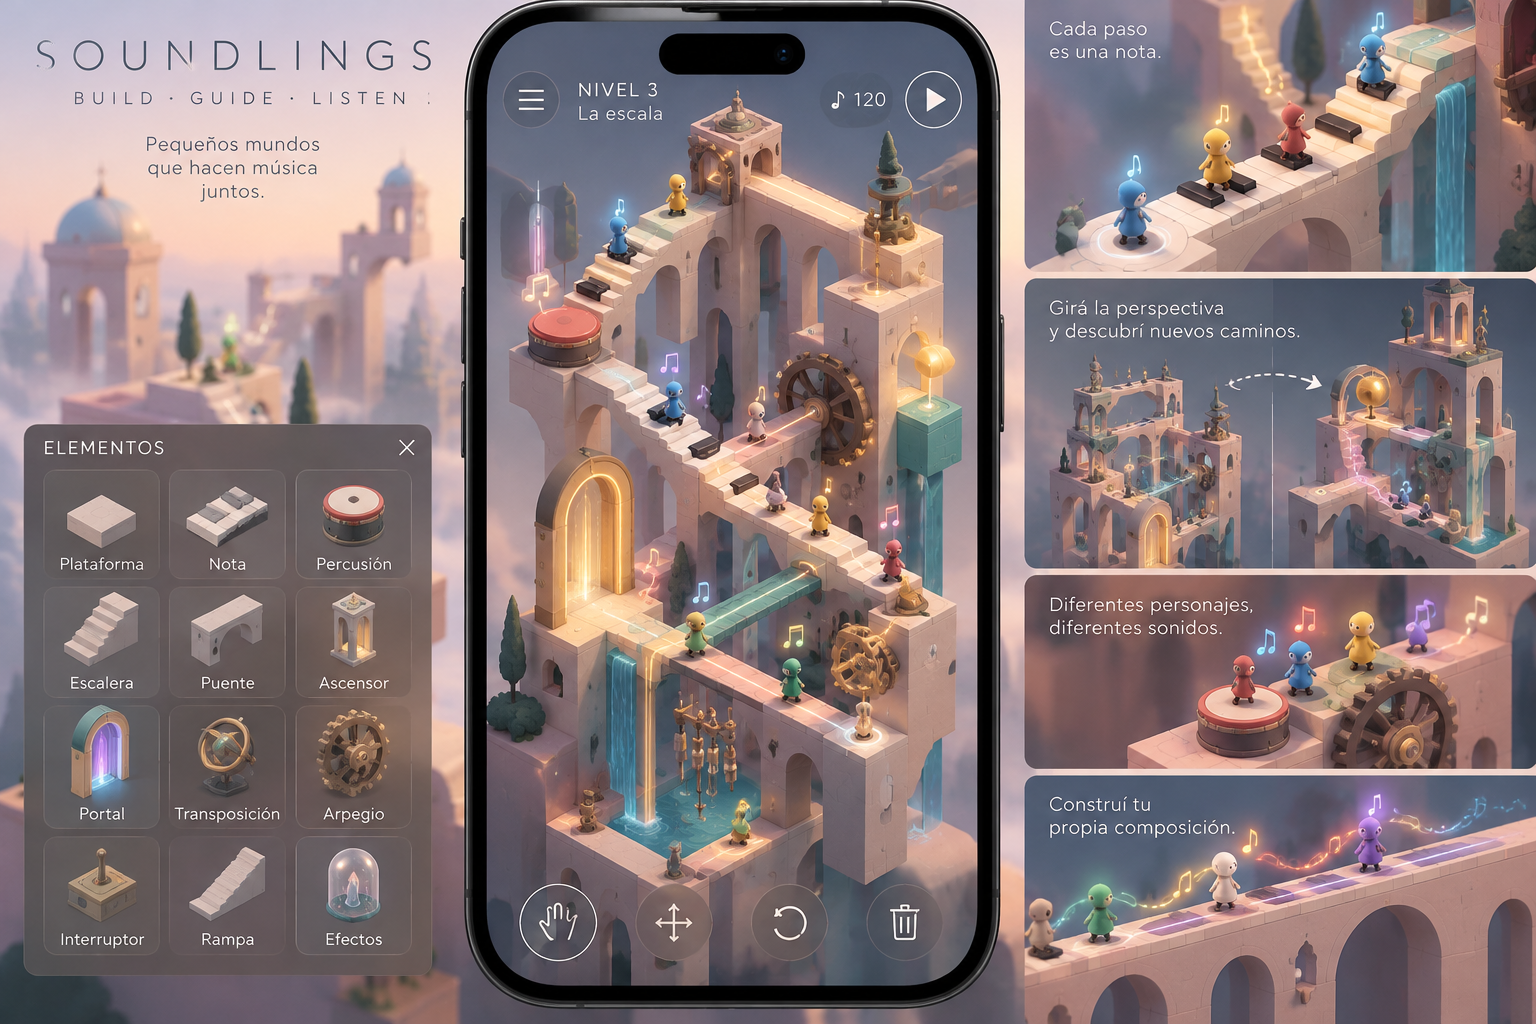 SOUNDLINGS
BUILD · GUIDE · LISTEN
Pequeños mundos
que hacen música
juntos.
ELEMENTOS
Plataforma
Nota
Percusión
Escalera
Puente
Ascensor
Portal
Transposición
Arpegio
Interruptor
Rampa
Efectos
NIVEL 3
La escala
120
Cada paso
es una nota.
Girá la perspectiva
y descubrí nuevos caminos.
Diferentes personajes,
diferentes sonidos.
Construí tu
propia composición.